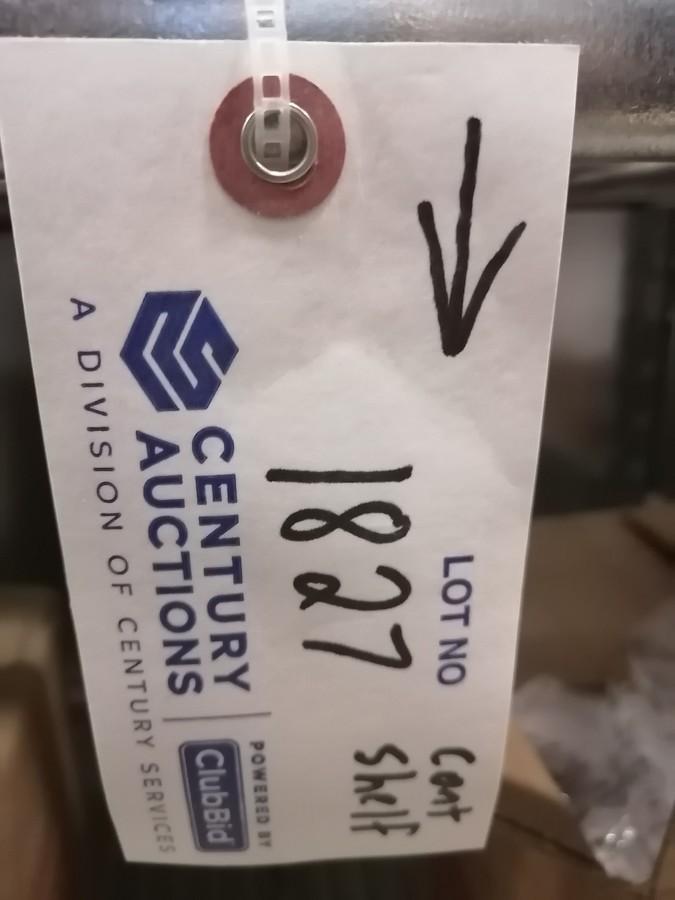 LOT NO
1827
Cont
Shelf
CENTURY
AUCTIONS
A DIVISION OF CENTURY SERVICES
POWERED BY
ClubBid